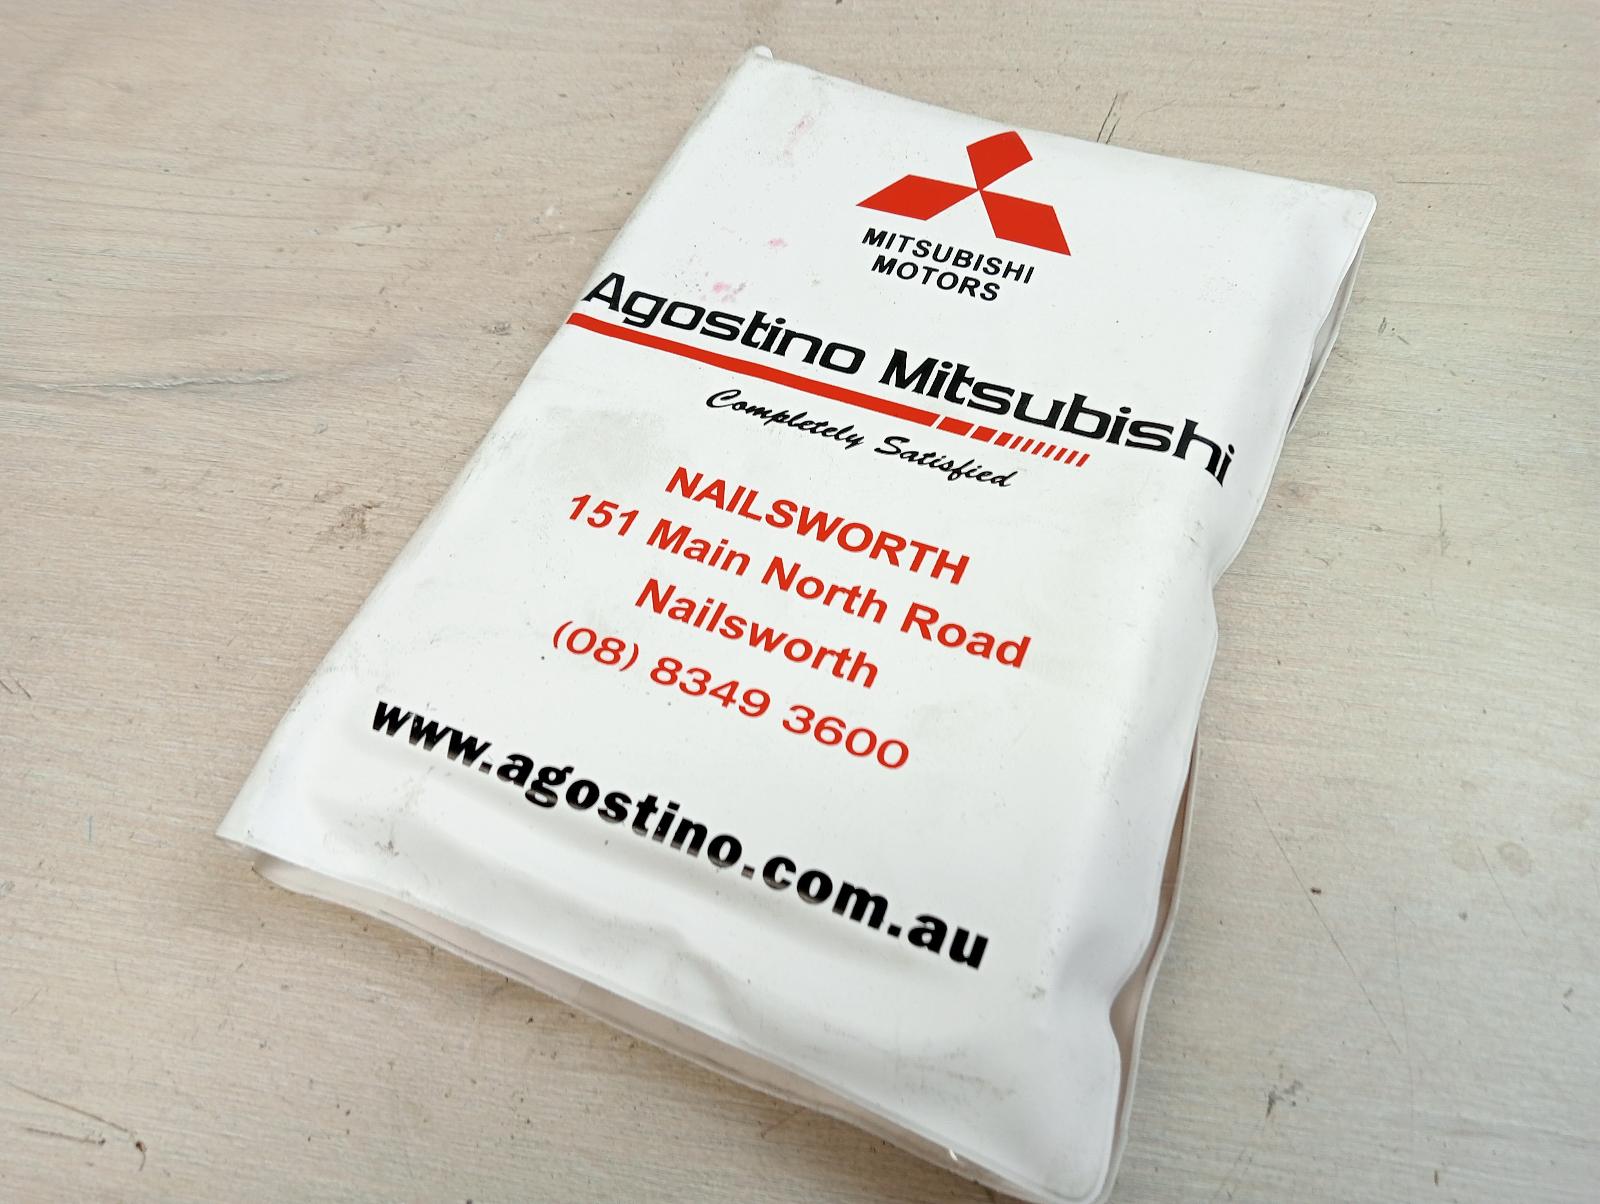 MITSUBISHI
MOTORS
Agostino Mitsubishi
Completely Satisfied
NAILSWORTH
151 Main North Road
Nailsworth
(08) 8349 3600
www.agostino.com.au